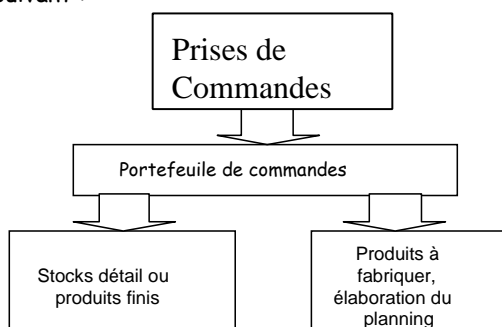 Prises de
Commandes
Portefeuile de commandes
Stocks détail ou
produits finis
Produits à
fabriquer,
élaboration du
planning